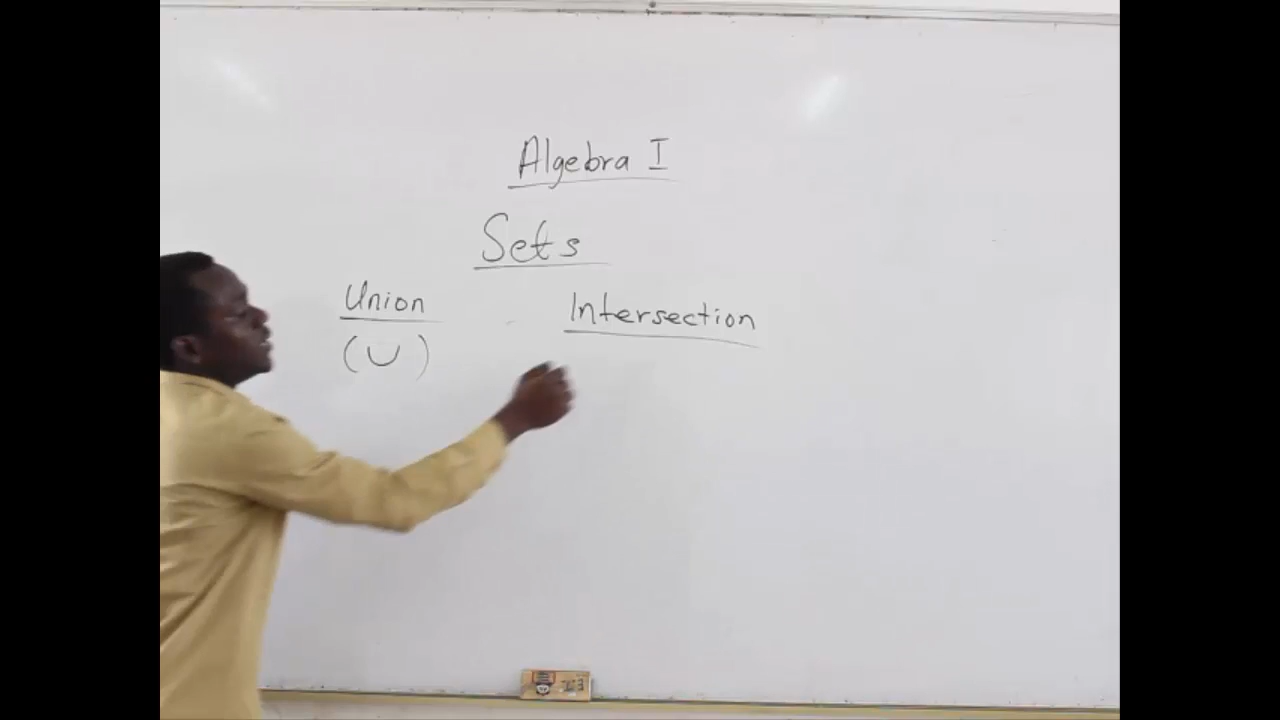 Algebra I
Sets
Union
Intersection
(∪)